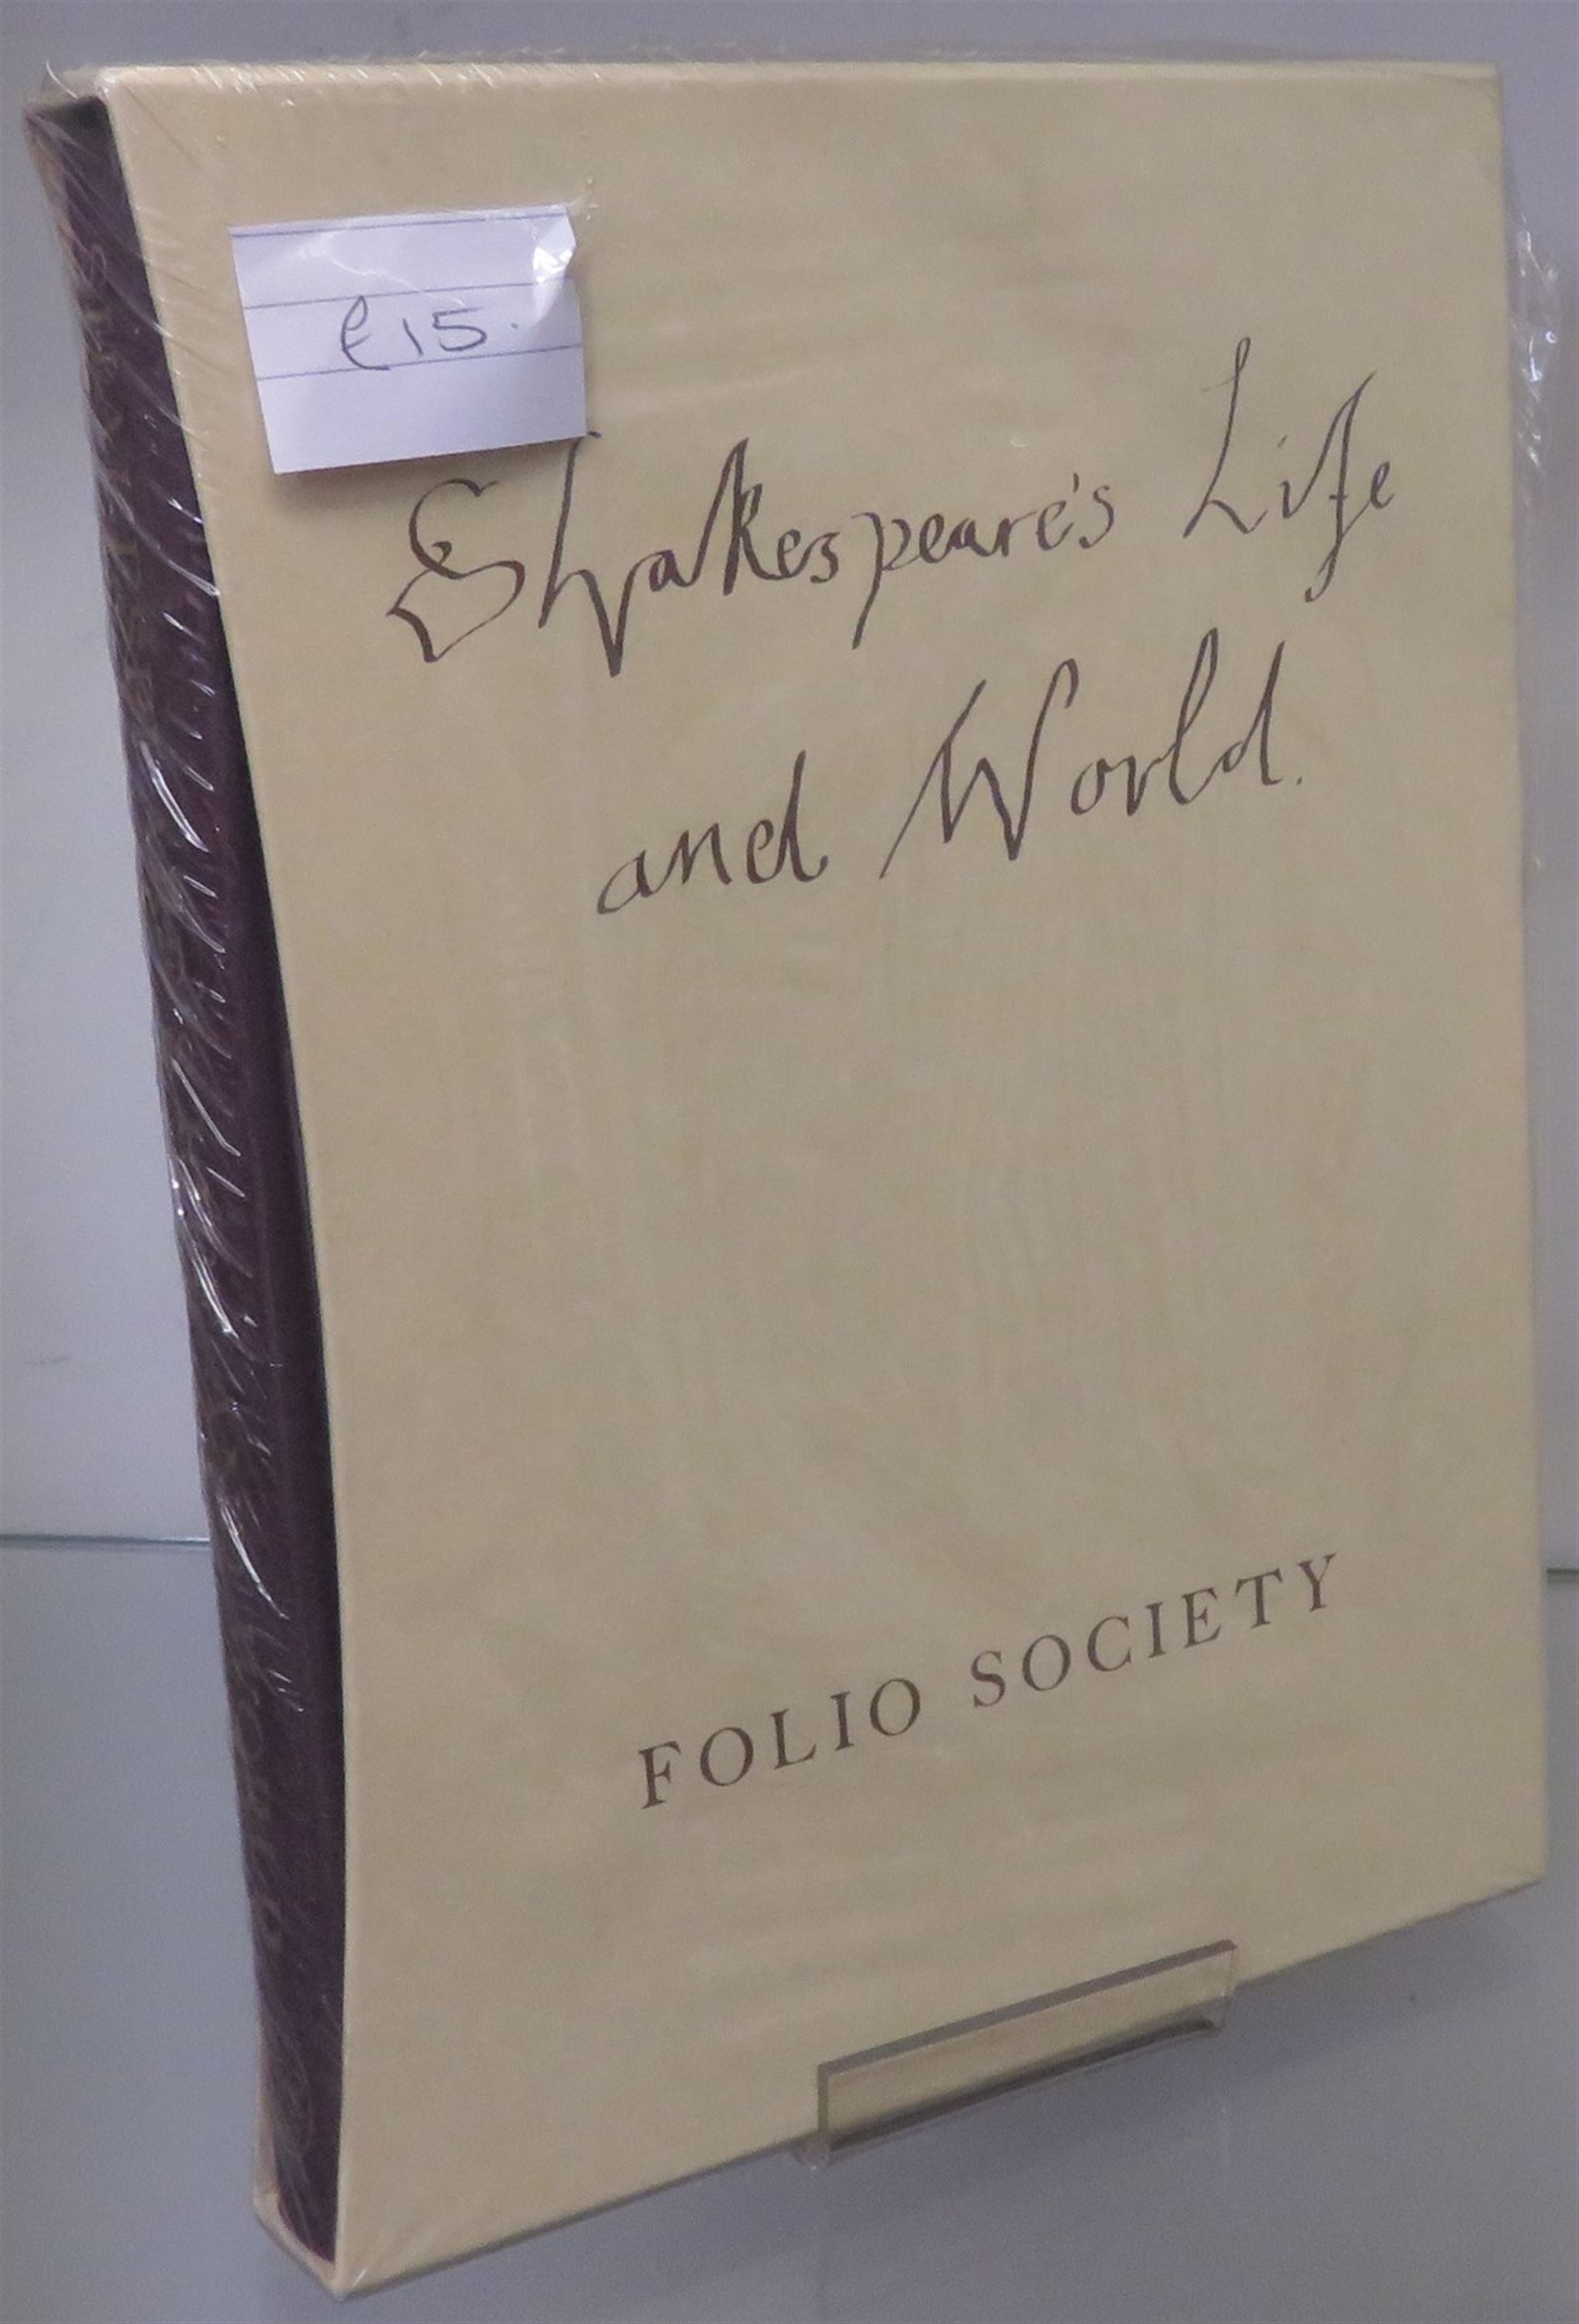 £15.
Shakespeare's Life
and World.
FOLIO SOCIETY